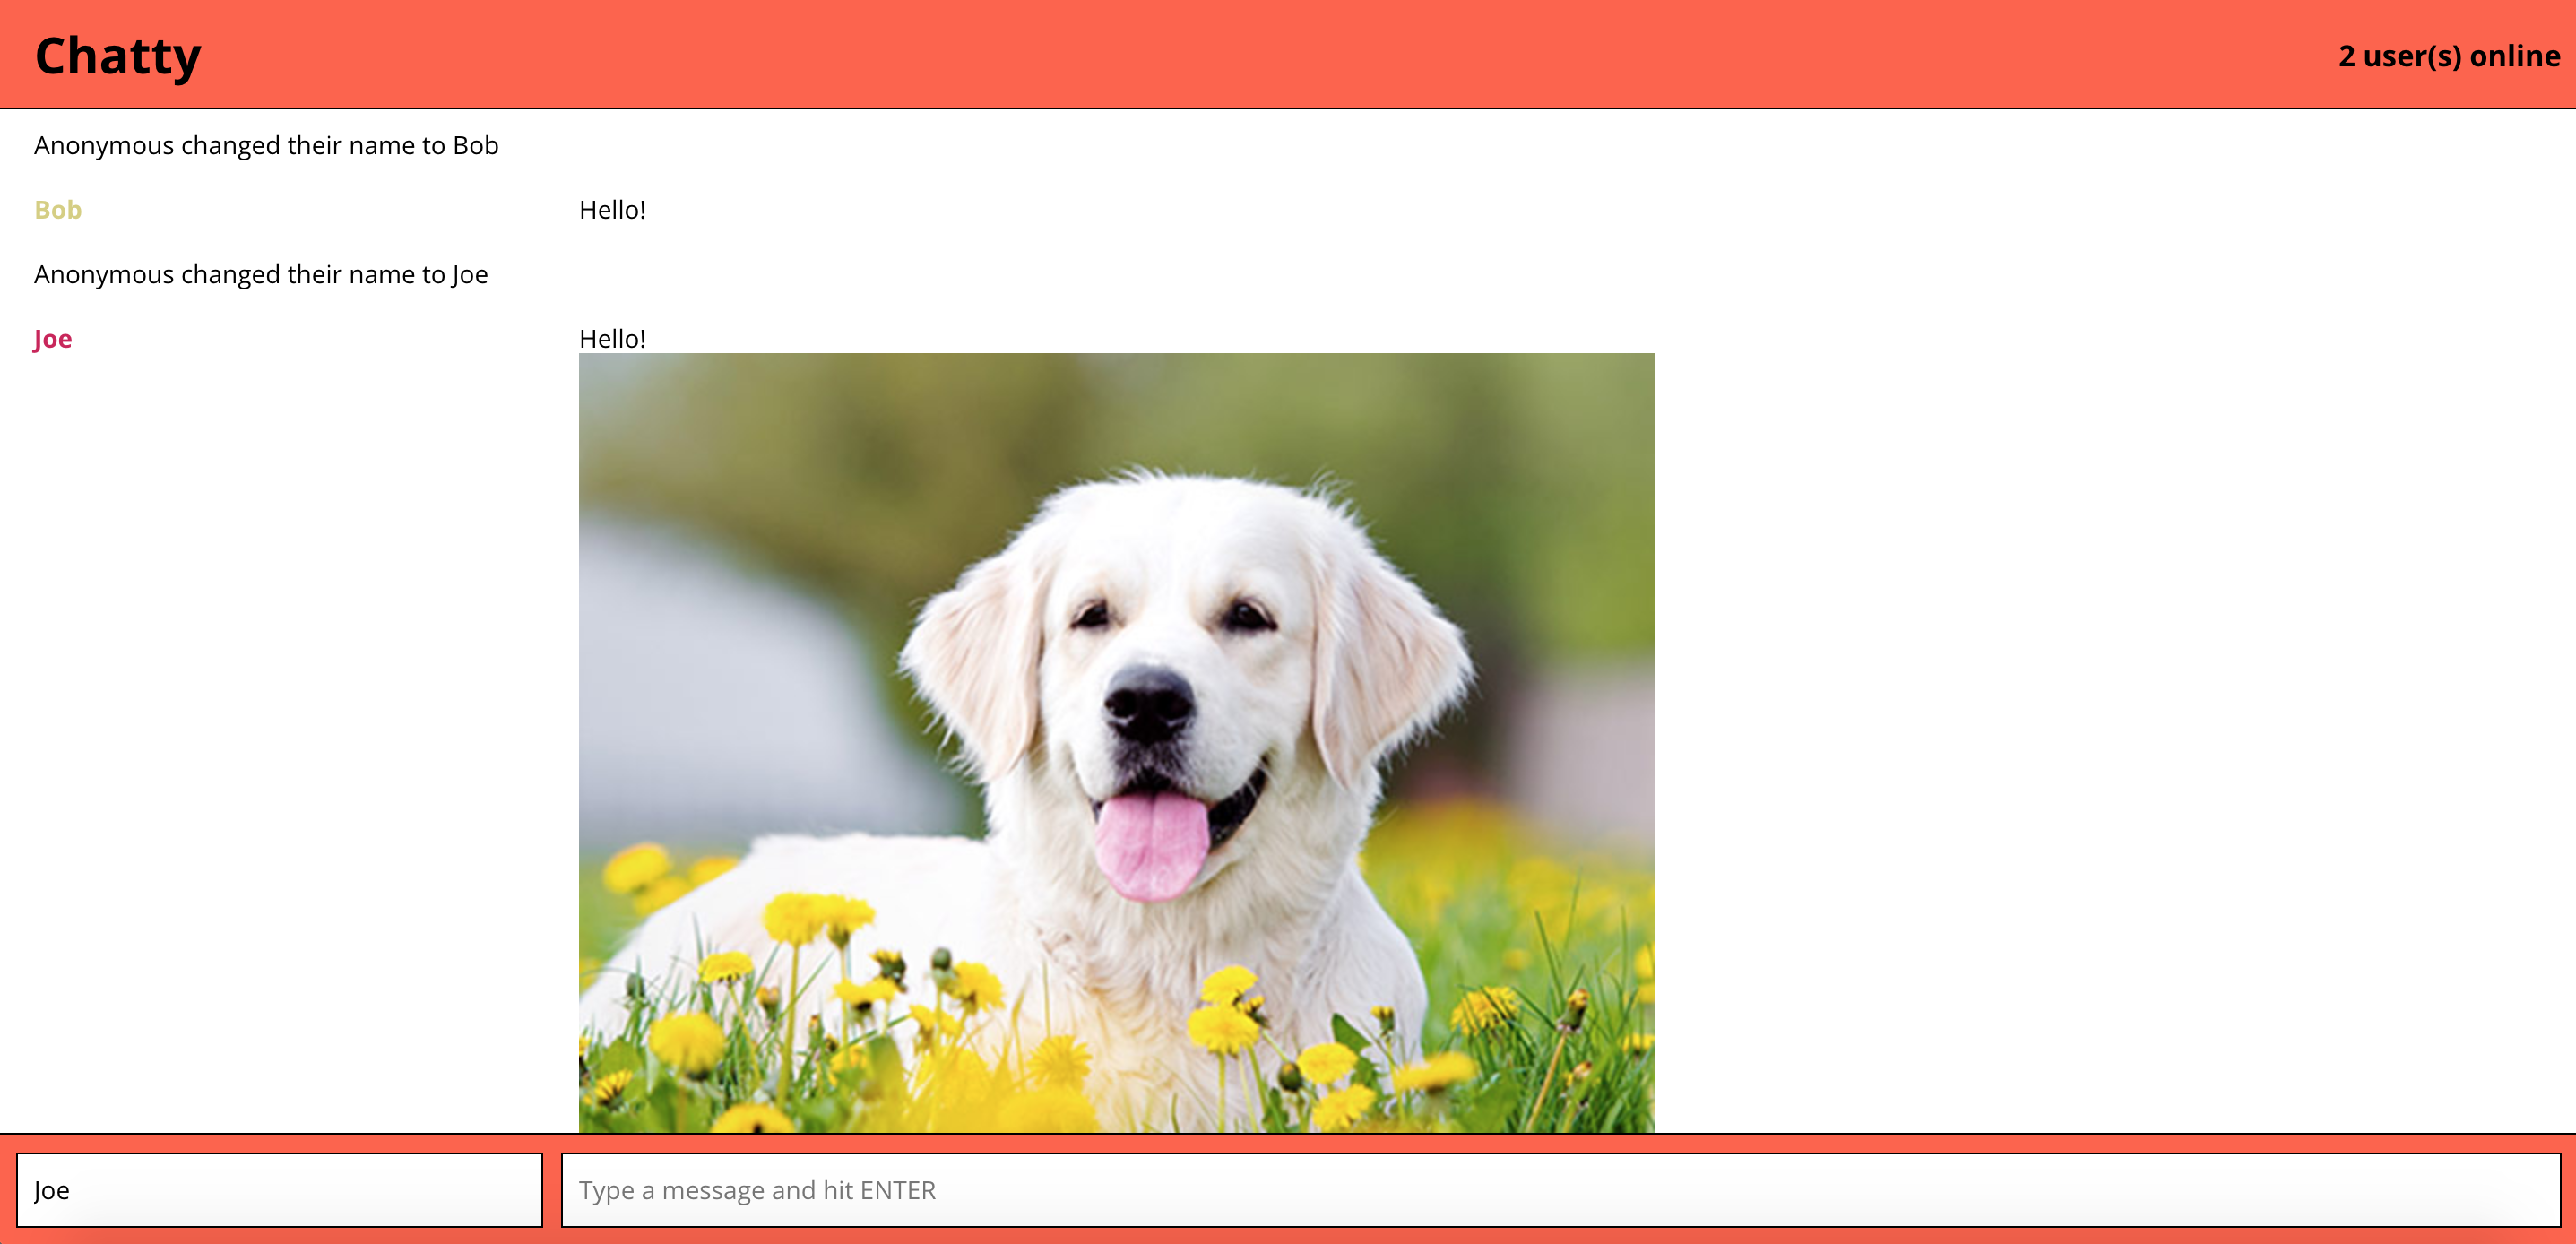 Chatty
2 user(s) online
Anonymous changed their name to Bob
Bob Hello!
Anonymous changed their name to Joe
Joe Hello!
Joe Type a message and hit ENTER